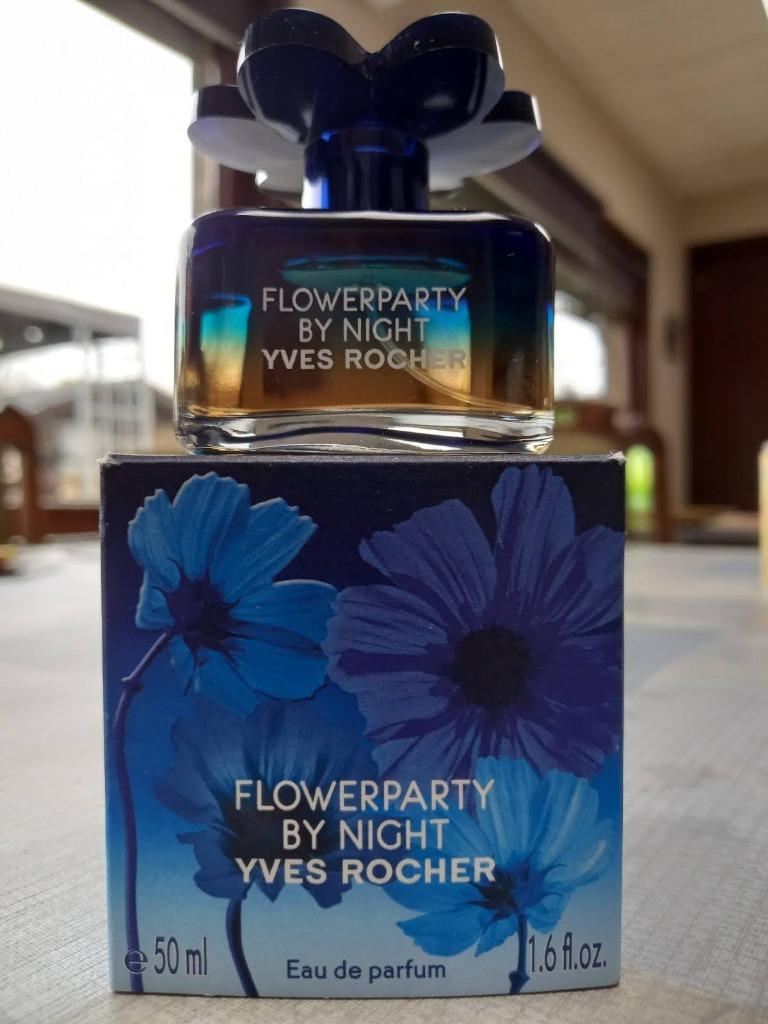 FLOWERPARTY
BY NIGHT
YVES ROCHER
FLOWERPARTY
BY NIGHT
YVES ROCHER
℮ 50 ml
Eau de parfum
1.6 fl.oz.